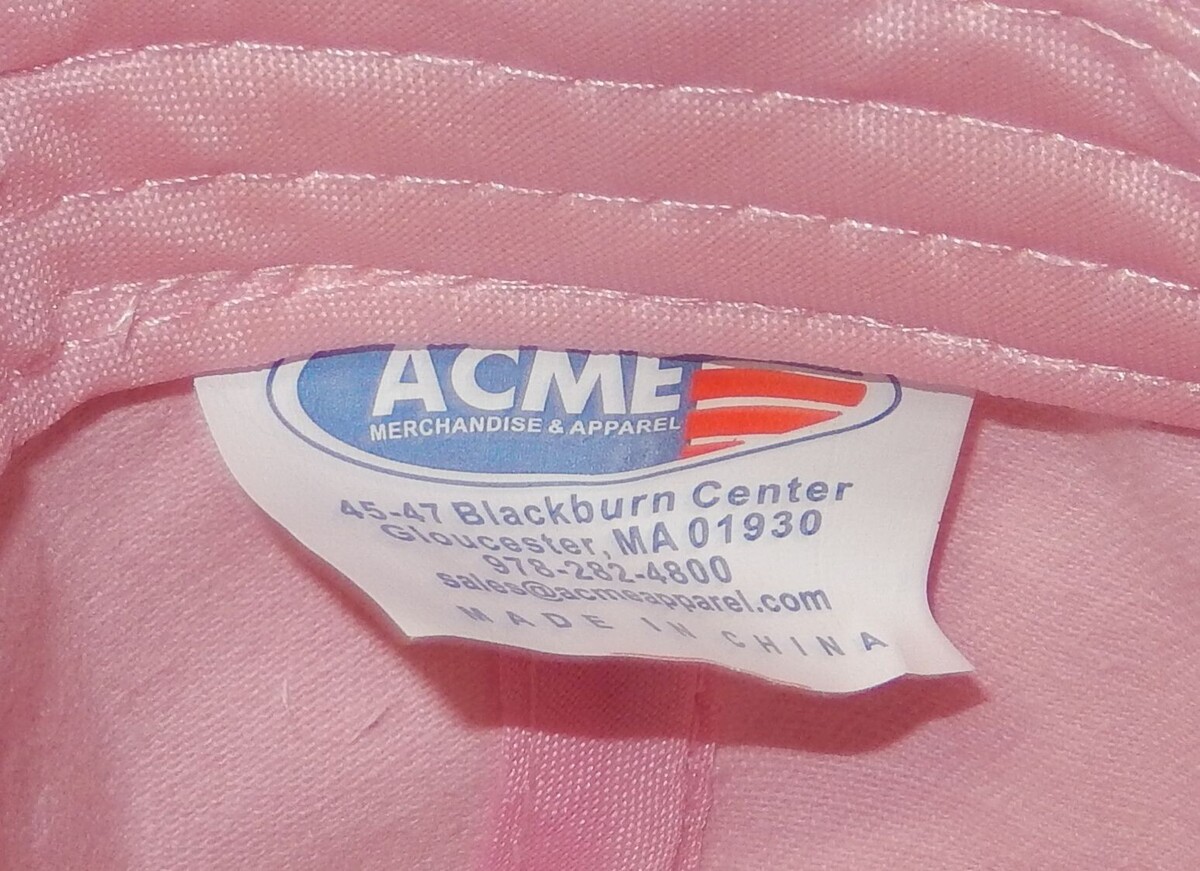 ACME
MERCHANDISE & APPAREL
45-47 Blackburn Center
Gloucester, MA 01930
978-282-4800
sales@acmeapparel.com
MADE IN CHINA